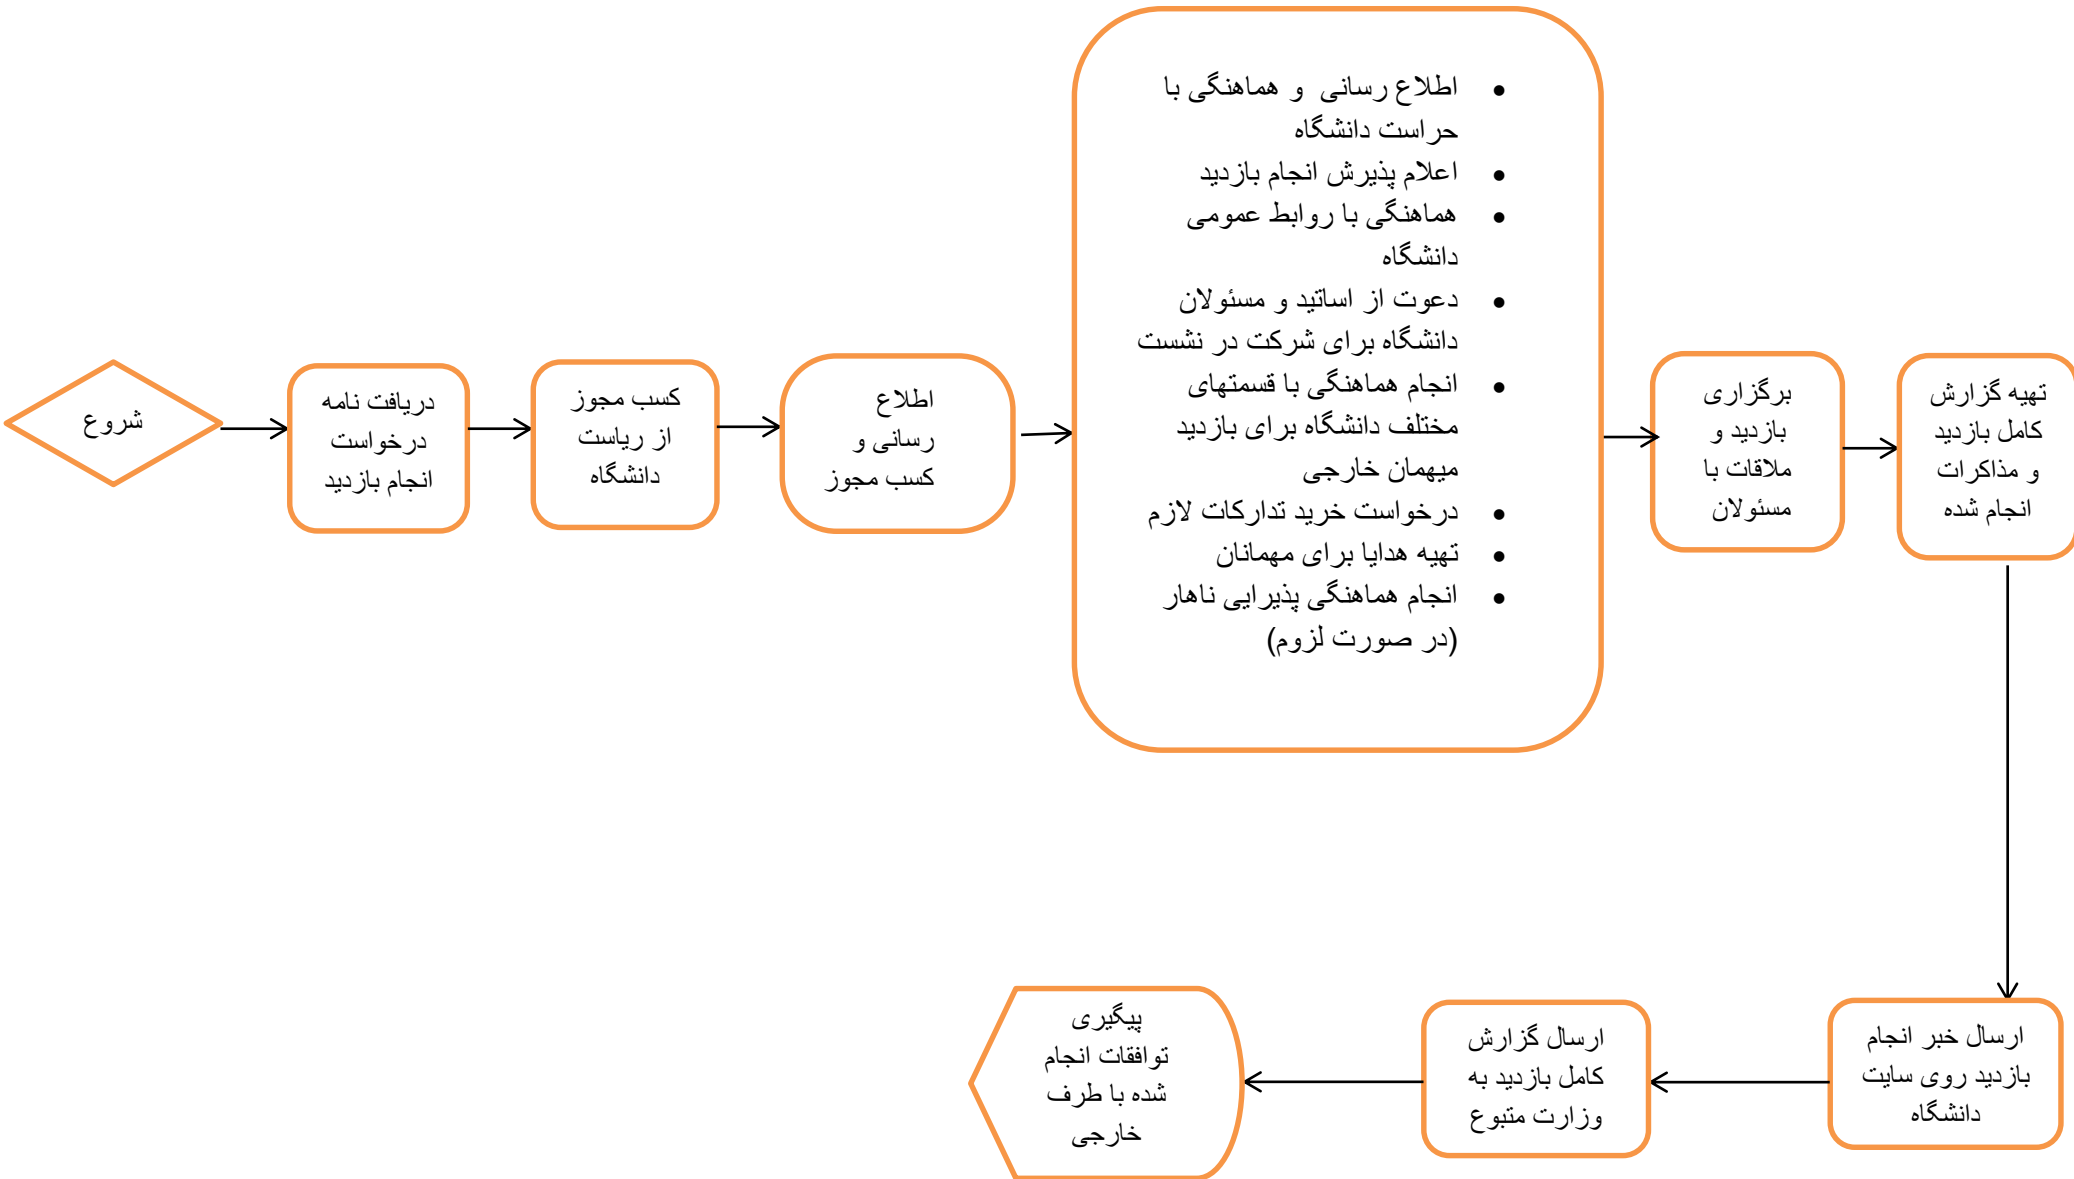 شروع
دریافت نامه
درخواست
انجام بازدید
کسب مجوز
از ریاست
دانشگاه
اطلاع
رسانی و
کسب مجوز
• اطلاع رسانی و هماهنگی با
حراست دانشگاه
• اعلام پذیرش انجام بازدید
• هماهنگی با روابط عمومی
دانشگاه
• دعوت از اساتید و مسئولان
دانشگاه برای شرکت در نشست
• انجام هماهنگی با قسمتهای
مختلف دانشگاه برای بازدید
میهمان خارجی
• درخواست خرید تدارکات لازم
• تهیه هدایا برای مهمانان
• انجام هماهنگی پذیرایی ناهار
(در صورت لزوم)
برگزاری
بازدید و
ملاقات با
مسئولان
تهیه گزارش
کامل بازدید
و مذاکرات
انجام شده
ارسال خبر انجام
بازدید روی سایت
دانشگاه
ارسال گزارش
کامل بازدید به
وزارت متبوع
پیگیری
توافقات انجام
شده با طرف
خارجی